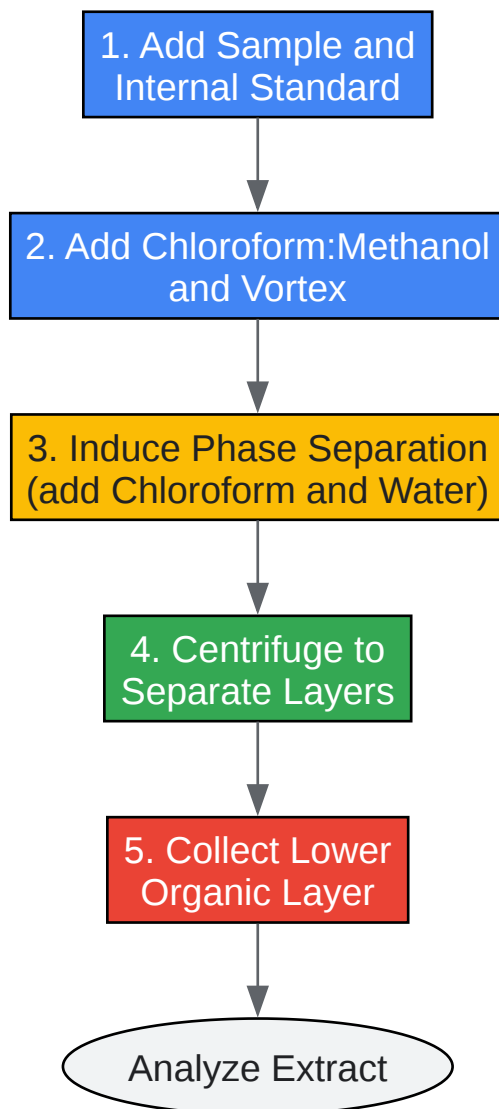 1. Add Sample and
Internal Standard
2. Add Chloroform:Methanol
and Vortex
3. Induce Phase Separation
(add Chloroform and Water)
4. Centrifuge to
Separate Layers
5. Collect Lower
Organic Layer
Analyze Extract